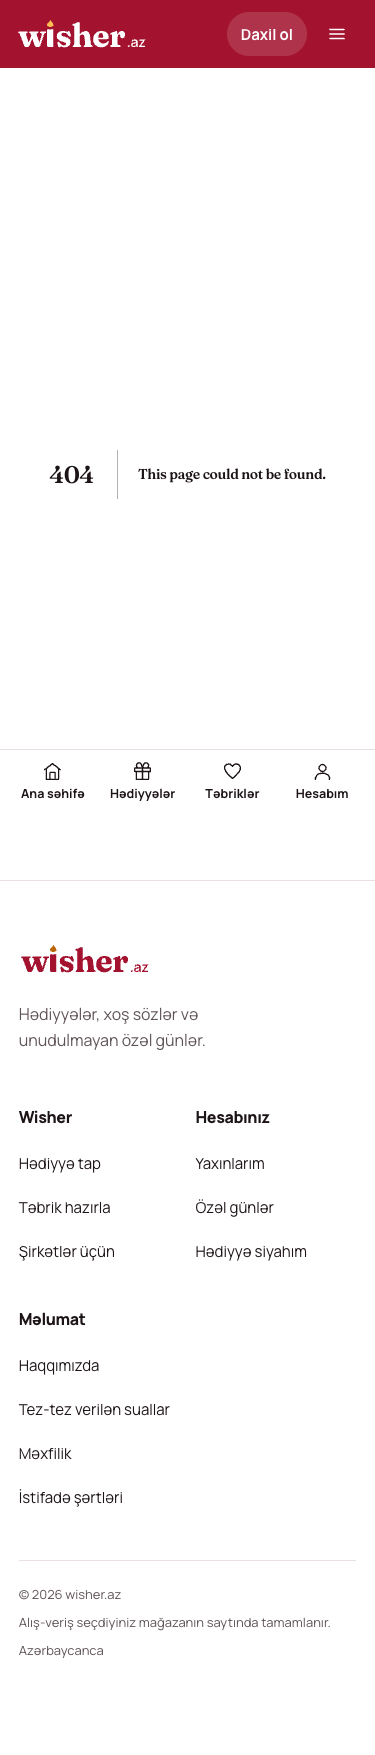 wisher.az
Daxil ol
404
This page could not be found.
Ana səhifə
Hədiyyələr
Təbriklər
Hesabım
wisher.az
Hədiyyələr, xoş sözlər və
unudulmayan özəl günlər.
Wisher
Hədiyyə tap
Təbrik hazırla
Şirkətlər üçün
Hesabınız
Yaxınlarım
Özəl günlər
Hədiyyə siyahım
Məlumat
Haqqımızda
Tez-tez verilən suallar
Məxfilik
İstifadə şərtləri
© 2026 wisher.az
Alış-veriş seçdiyiniz mağazanın saytında tamamlanır.
Azərbaycanca